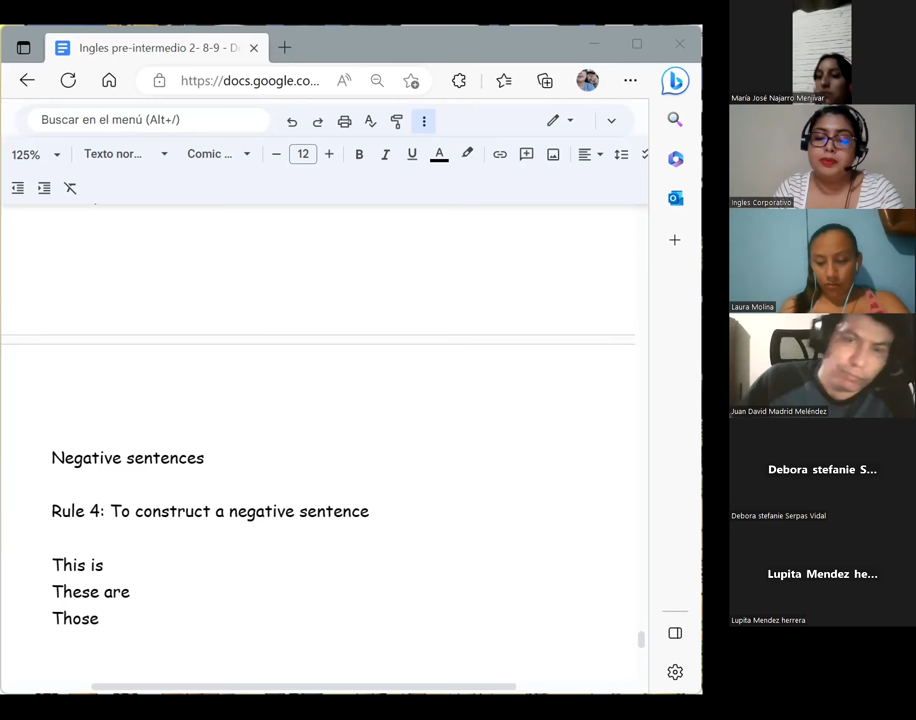 Ingles pre-intermedio 2- 8-9 - D
https://docs.google.co...
Buscar en el menú (Alt+/)
125%
Texto nor...
Comic ...
12
B
I
U
A
Negative sentences
Rule 4: To construct a negative sentence
This is
These are
Those
María José Najarro Menjívar
Ingles Corporativo
Laura Molina
Juan David Madrid Meléndez
Debora stefanie S...
Debora stefanie Serpas Vidal
Lupita Mendez he...
Lupita Mendez herrera